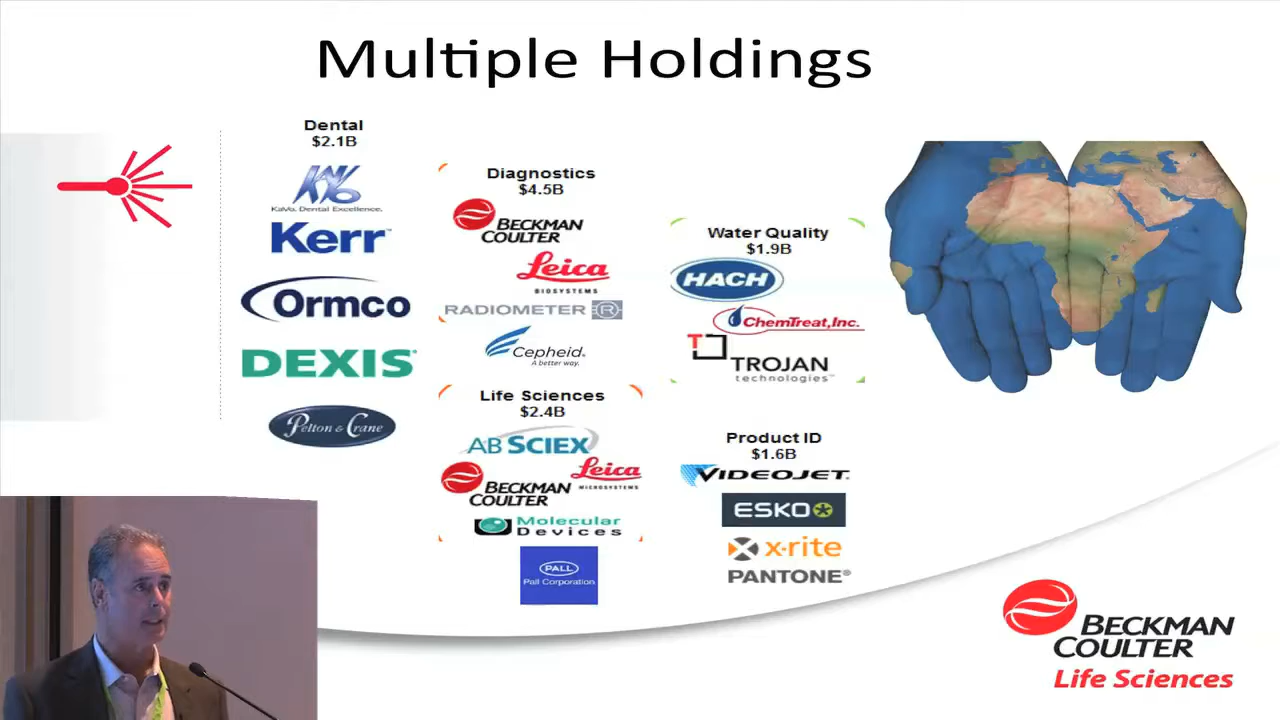 Multiple Holdings
Dental
$2.1B
KaVo
KaVo. Dental Excellence.
Kerr™
Ormco
DEXIS®
Pelton & Crane
Diagnostics
$4.5B
BECKMAN
COULTER
Leica
BIOSYSTEMS
RADIOMETER R
Cepheid.
A better way.
Life Sciences
$2.4B
AB SCIEX
BECKMAN
COULTER
Leica
MICROSYSTEMS
Molecular
Devices
PALL
Pall Corporation
Water Quality
$1.9B
HACH
ChemTreat,Inc.
TROJAN
technologies™
Product ID
$1.6B
VIDEOJET.
ESKO
x·rite
PANTONE®
BECKMAN
COULTER
Life Sciences